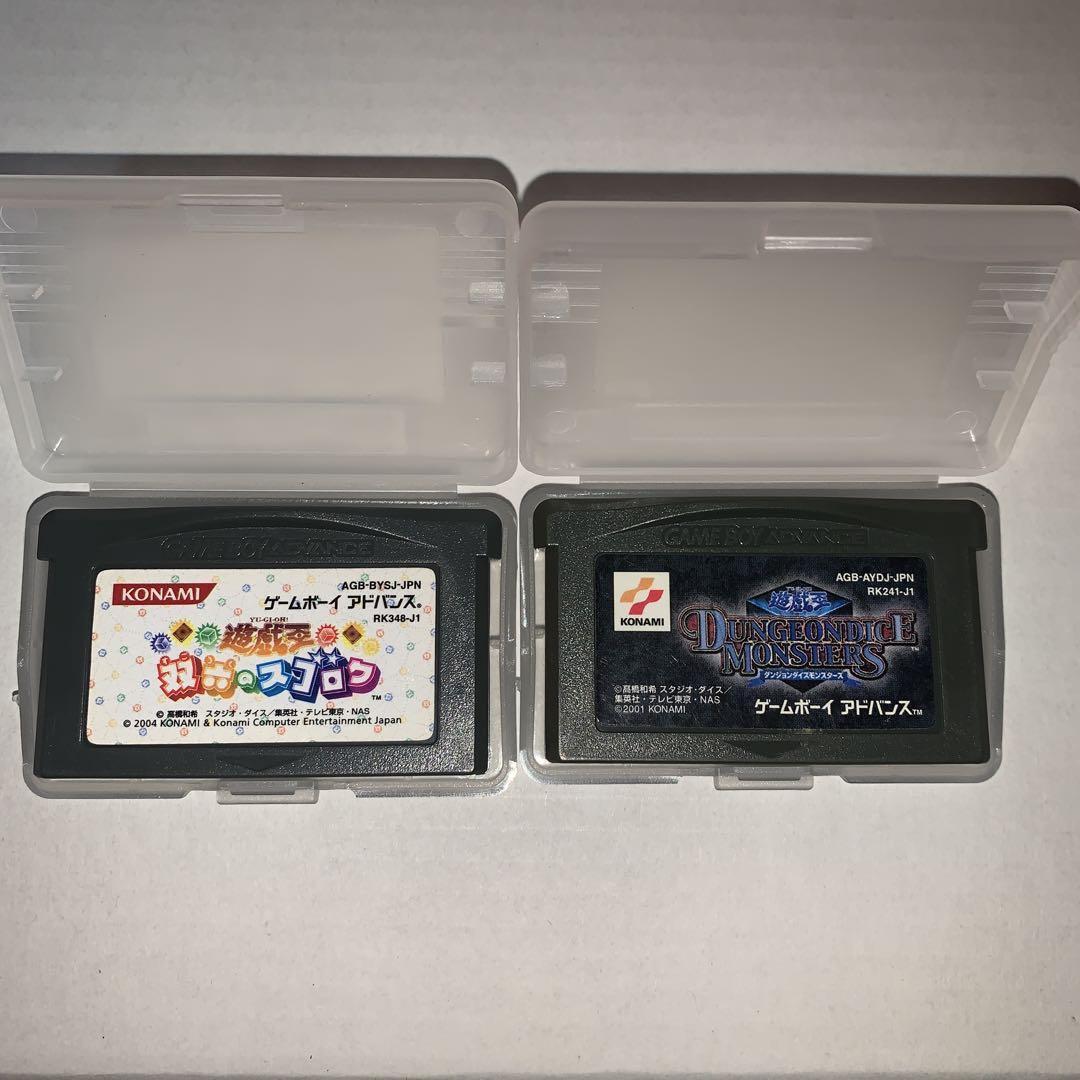 GAME BOY ADVANCE
KONAMI
AGB-BYSJ-JPN
ゲームボーイ アドバンス®
RK348-J1
YU-GI-OH!
遊戯王
双六のスゴロク™
© 高橋和希 スタジオ・ダイス／
集英社・テレビ東京・NAS
© 2004 KONAMI & Konami Computer Entertainment Japan
GAME BOY ADVANCE
KONAMI
AGB-AYDJ-JPN
RK241-J1
遊戯王
DUNGEONDICE
MONSTERS™
ダンジョンダイスモンスターズ
©高橋和希 スタジオ・ダイス／
集英社・テレビ東京・NAS
©2001 KONAMI
ゲームボーイ アドバンス™